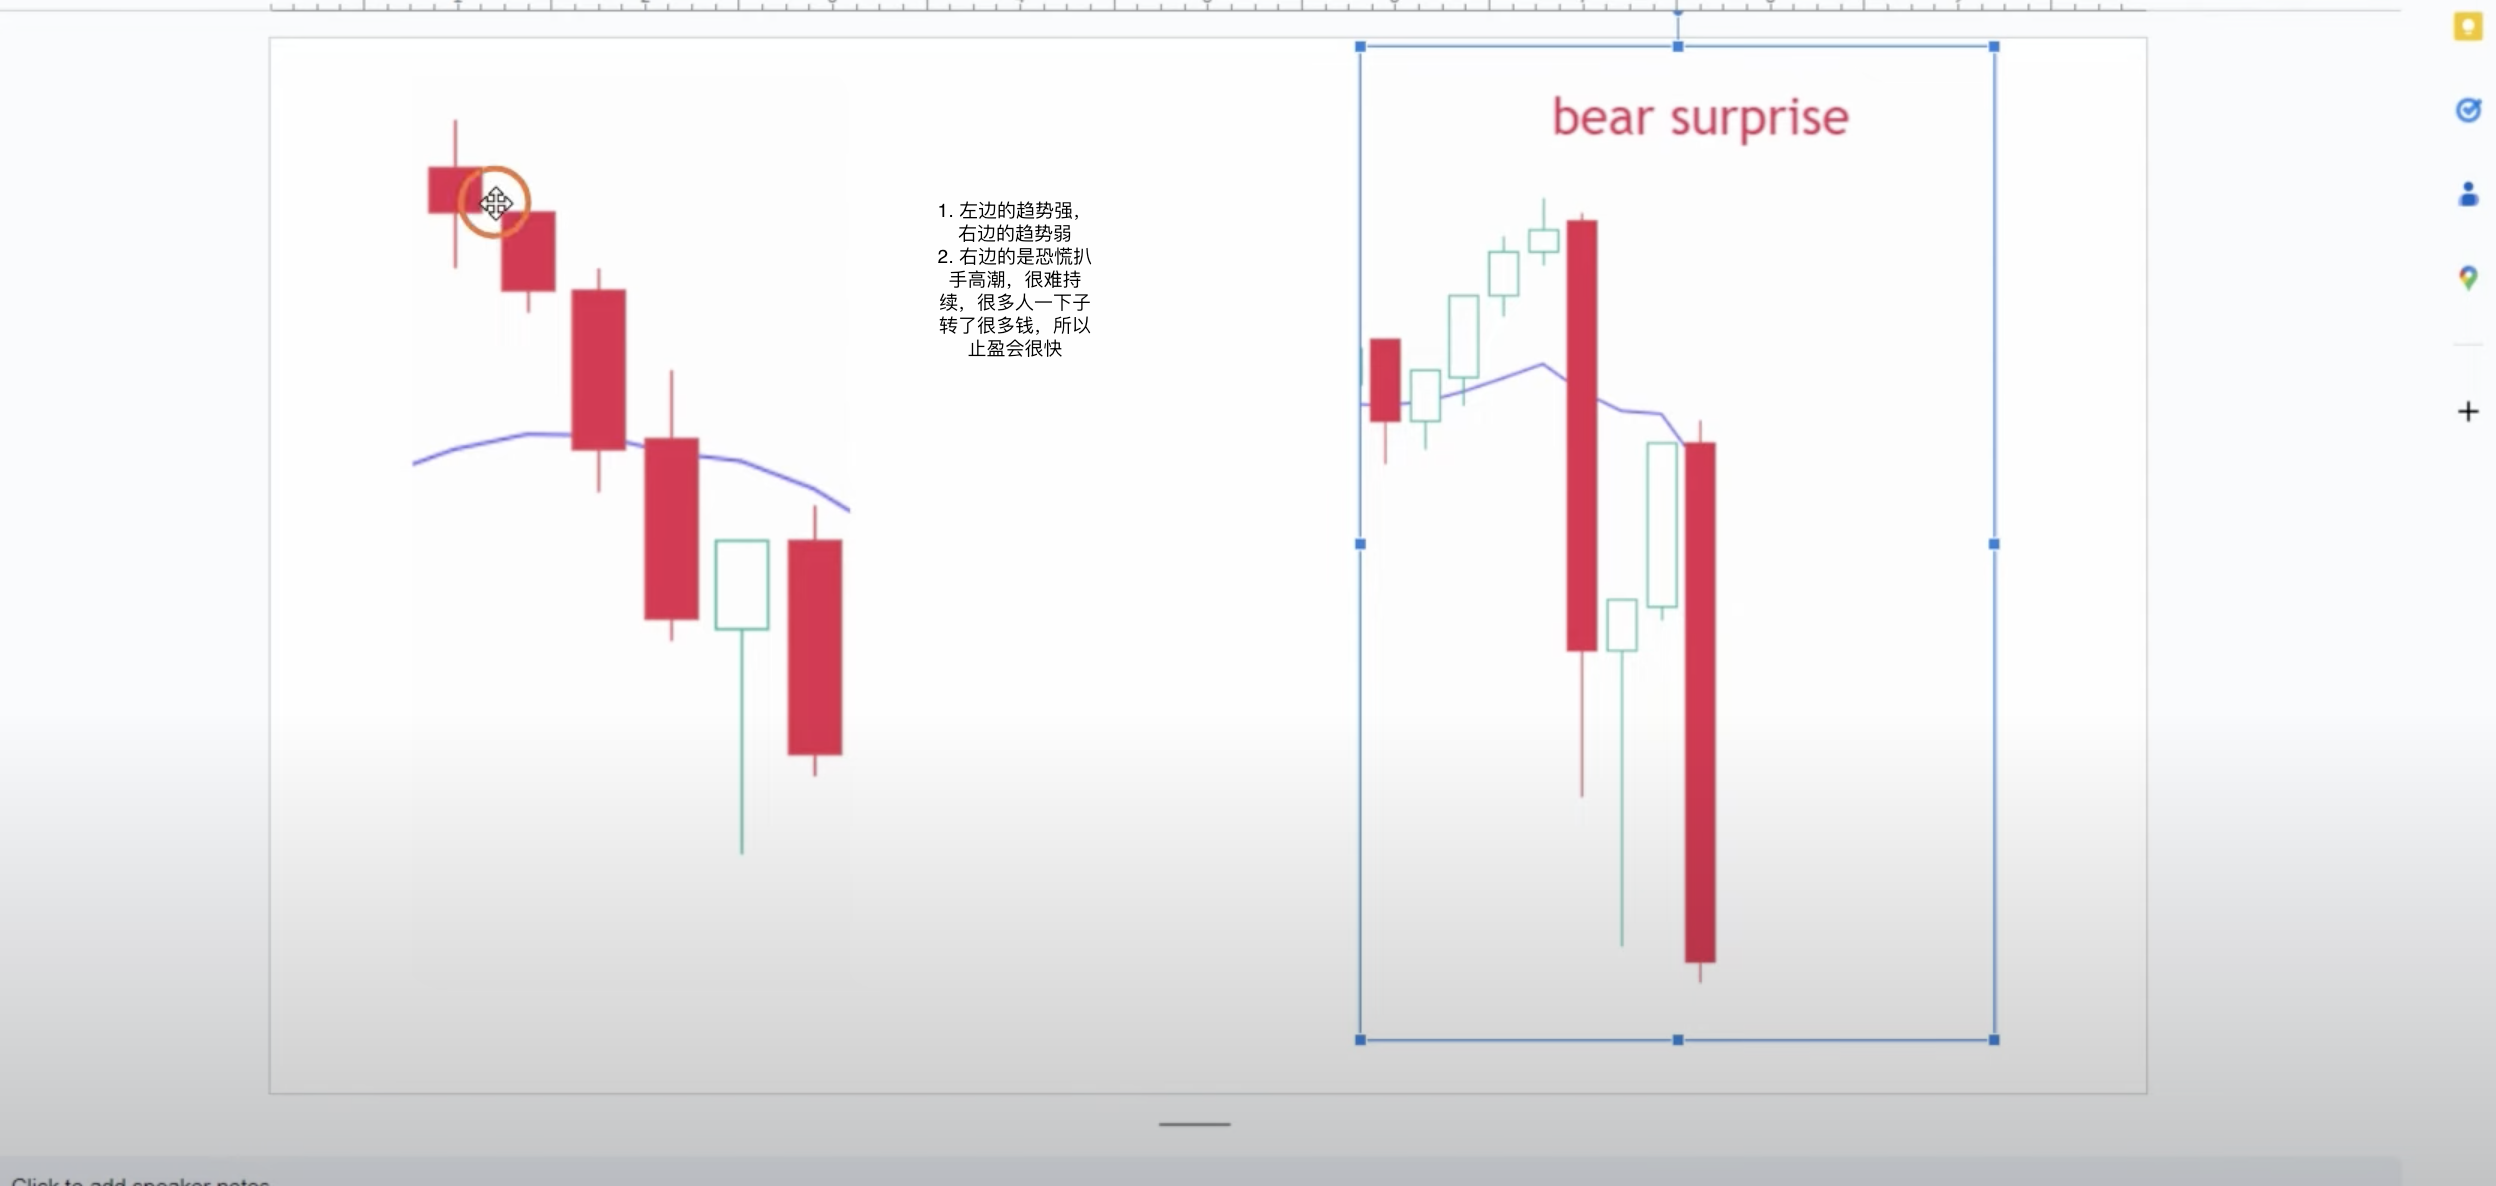 bear surprise
1. 左边的趋势强，
右边的趋势弱
2. 右边的是恐慌扒
手高潮，很难持
续，很多人一下子
转了很多钱，所以
止盈会很快
Click to add speaker notes